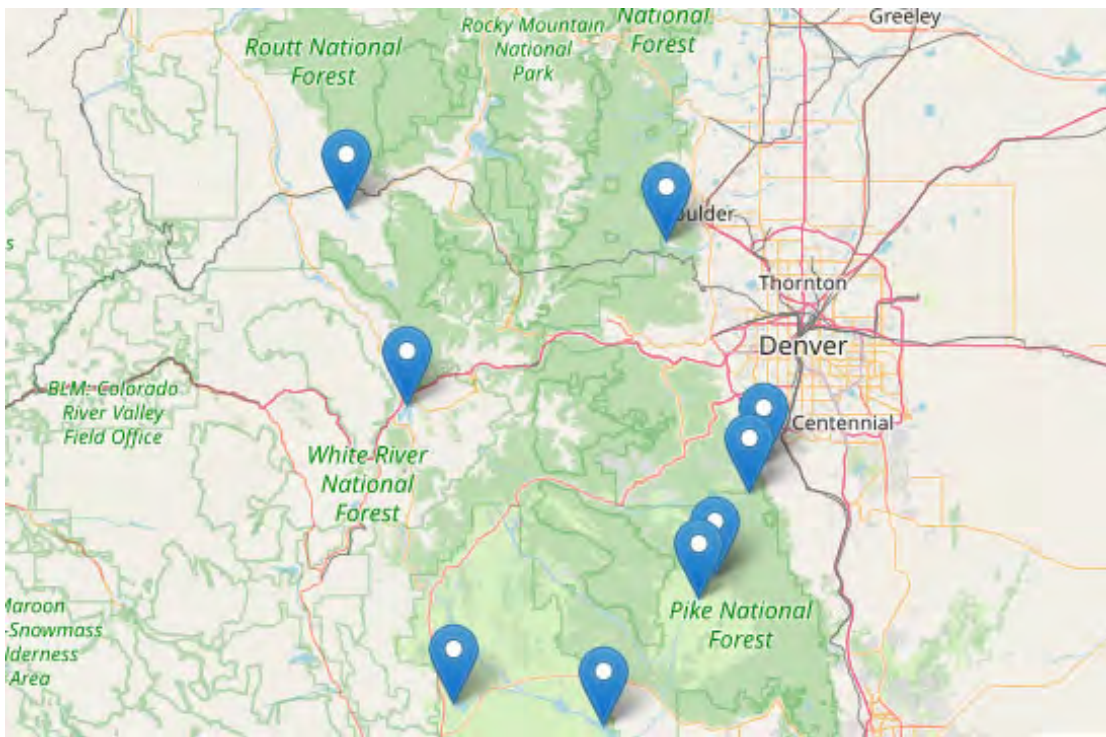 Greeley
National
Forest
Rocky Mountain
National
Park
Routt National
Forest
oulder
s
Thornton
Denver
BLM: Colorado
River Valley
Field Office
Centennial
White River
National
Forest
Maroon
-Snowmass
lderness
Area
Pike National
Forest